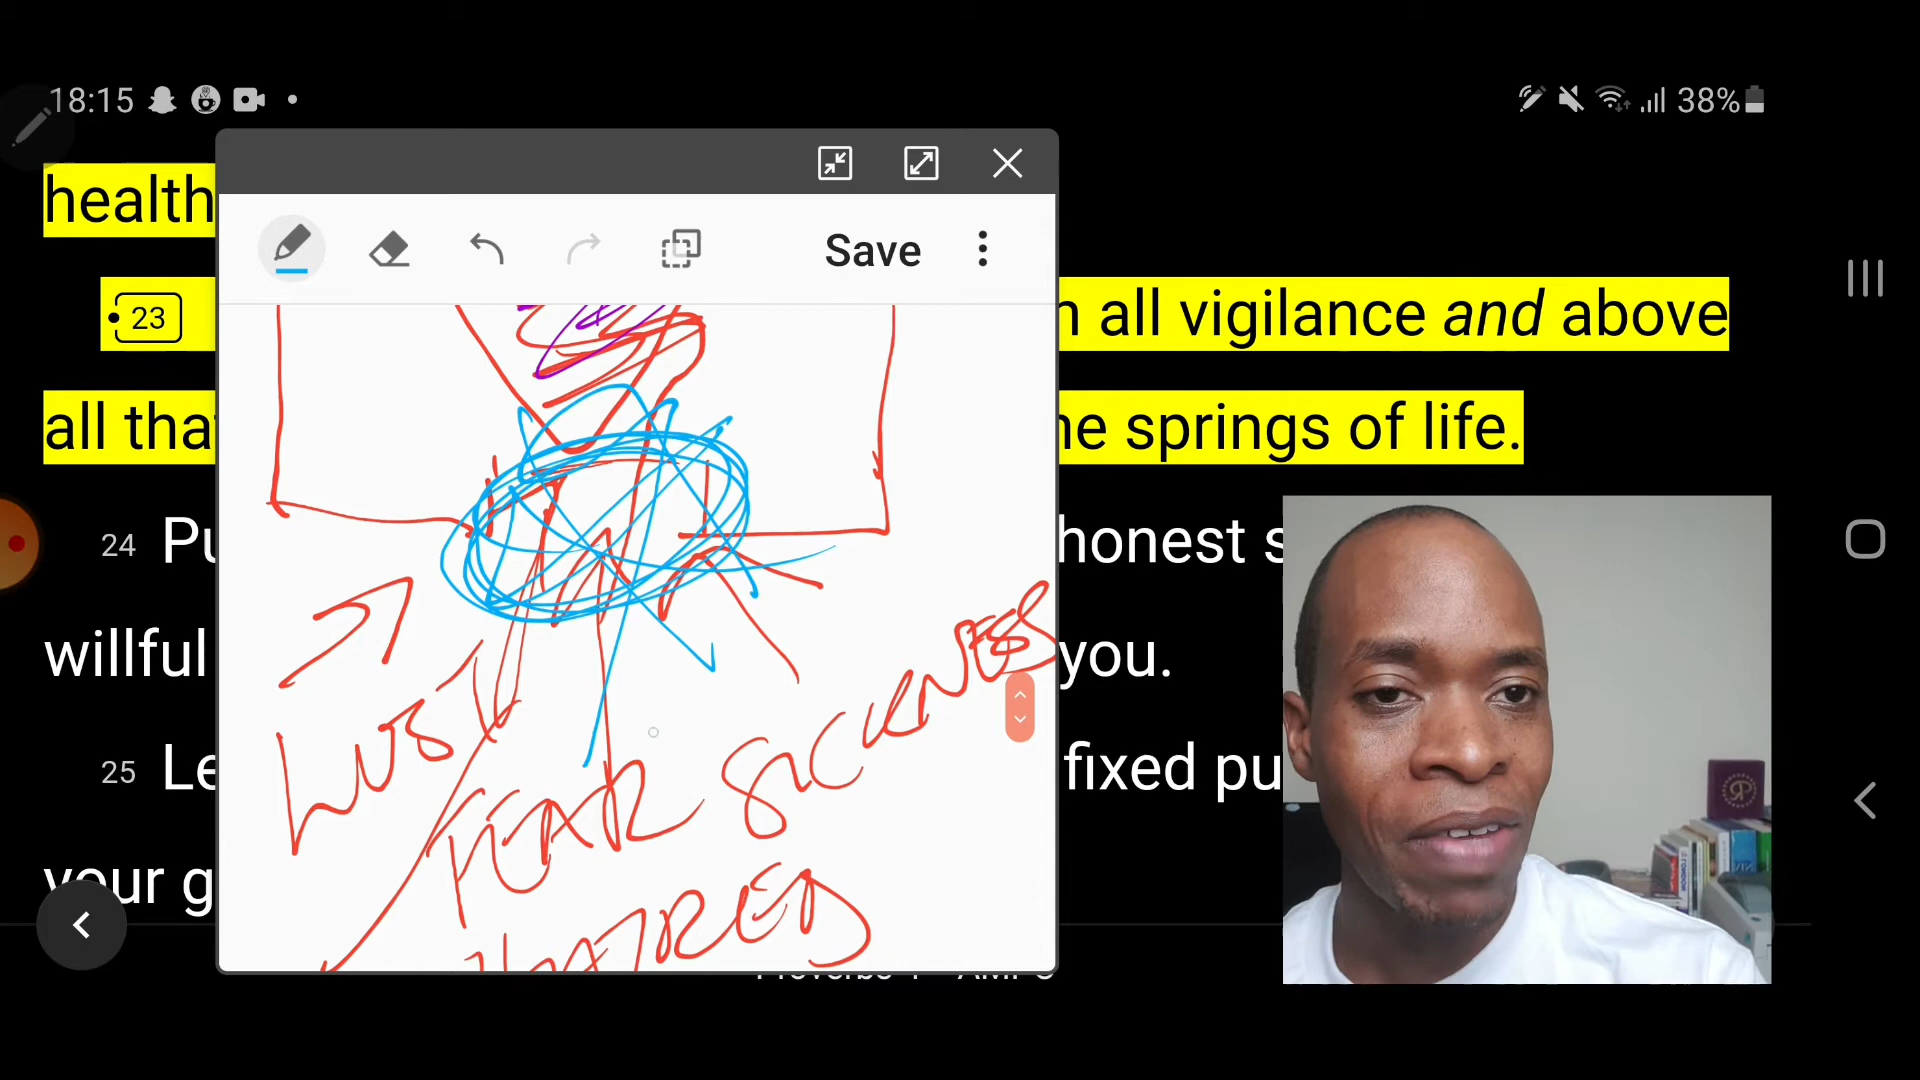 18:15
38%
health
Save
23
n all vigilance and above
all tha
he springs of life.
24 Pu
honest s
willful
you.
25 Le
fixed pu
your g
LUST
FEAR SICKNESS
HATRED